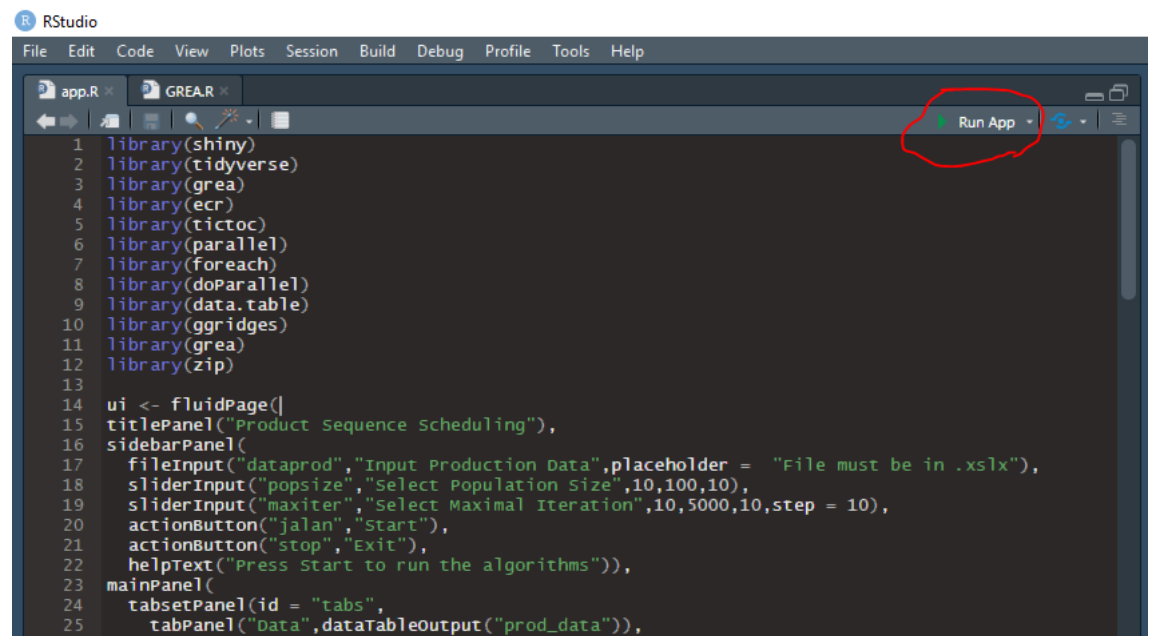 RStudio
File Edit Code View Plots Session Build Debug Profile Tools Help
app.R GREA.R
Run App
1 library(shiny)
2 library(tidyverse)
3 library(grea)
4 library(ecr)
5 library(tictoc)
6 library(parallel)
7 library(foreach)
8 library(doParallel)
9 library(data.table)
10 library(ggridges)
11 library(grea)
12 library(zip)
13
14 ui <- fluidPage(
15 titlePanel("Product Sequence Scheduling"),
16 sidebarPanel(
17 fileInput("dataprod","Input Production Data",placeholder = "File must be in .xslx"),
18 sliderInput("popsize","Select Population Size",10,100,10),
19 sliderInput("maxiter","Select Maximal Iteration",10,5000,10,step = 10),
20 actionButton("jalan","Start"),
21 actionButton("stop","Exit"),
22 helpText("Press Start to run the algorithms")),
23 mainPanel(
24 tabsetPanel(id = "tabs",
25 tabPanel("Data",dataTableOutput("prod_data")),